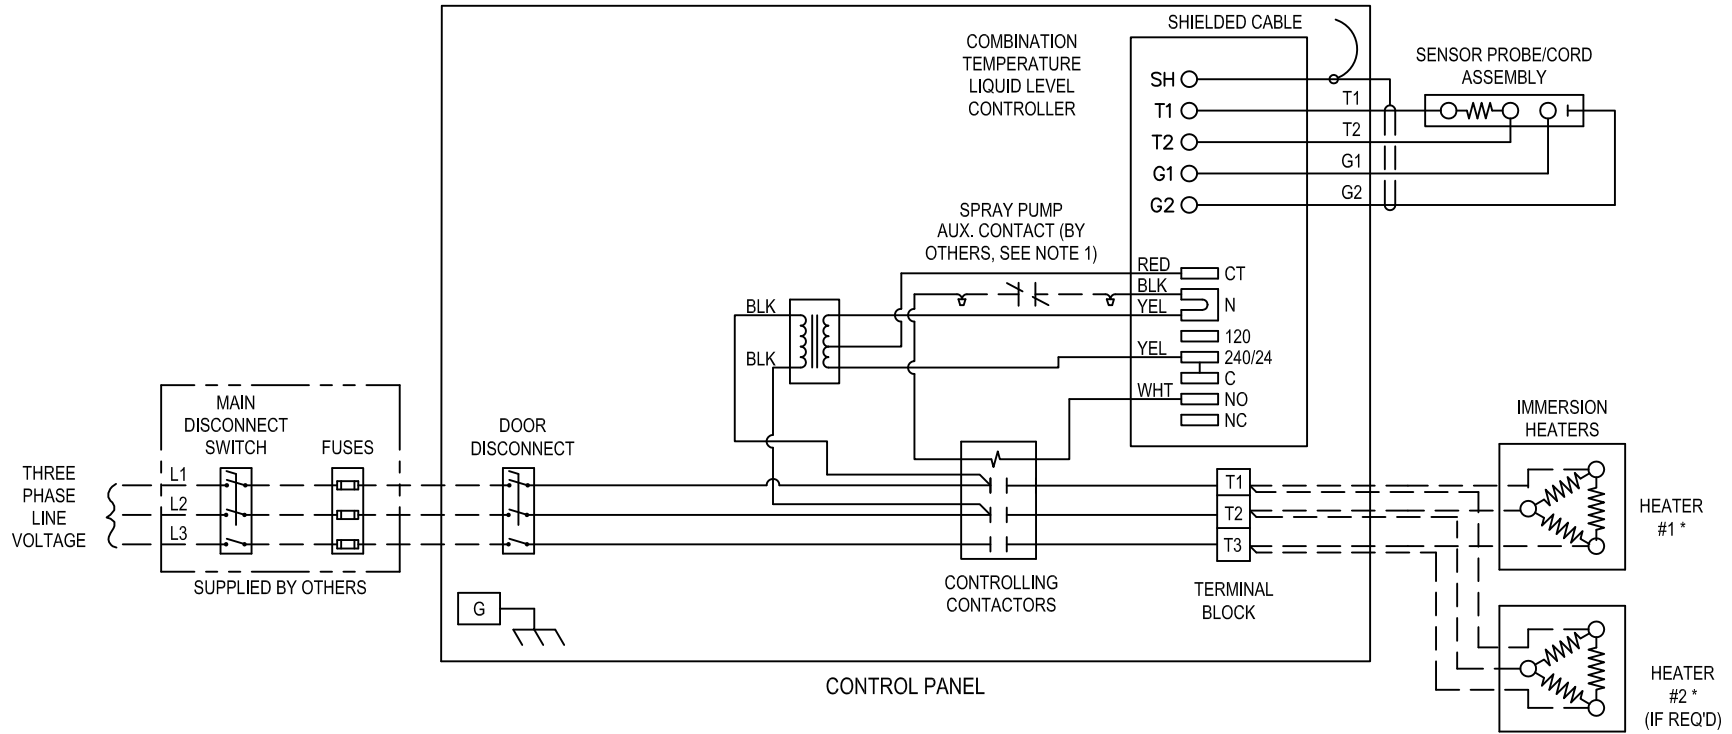 SHIELDED CABLE
COMBINATION
TEMPERATURE
LIQUID LEVEL
CONTROLLER
SENSOR PROBE/CORD
ASSEMBLY
SH
T1
T2
G1
G2
T1
T2
G1
G2
SPRAY PUMP
AUX. CONTACT (BY
OTHERS, SEE NOTE 1)
RED
BLK
YEL
YEL
WHT
CT
N
120
240/24
C
NO
NC
BLK
BLK
MAIN
DISCONNECT
SWITCH
FUSES
DOOR
DISCONNECT
THREE
PHASE
LINE
VOLTAGE
L1
L2
L3
SUPPLIED BY OTHERS
G
CONTROLLING
CONTACTORS
T1
T2
T3
TERMINAL
BLOCK
IMMERSION
HEATERS
HEATER
#1 *
HEATER
#2 *
(IF REQ'D)
CONTROL PANEL